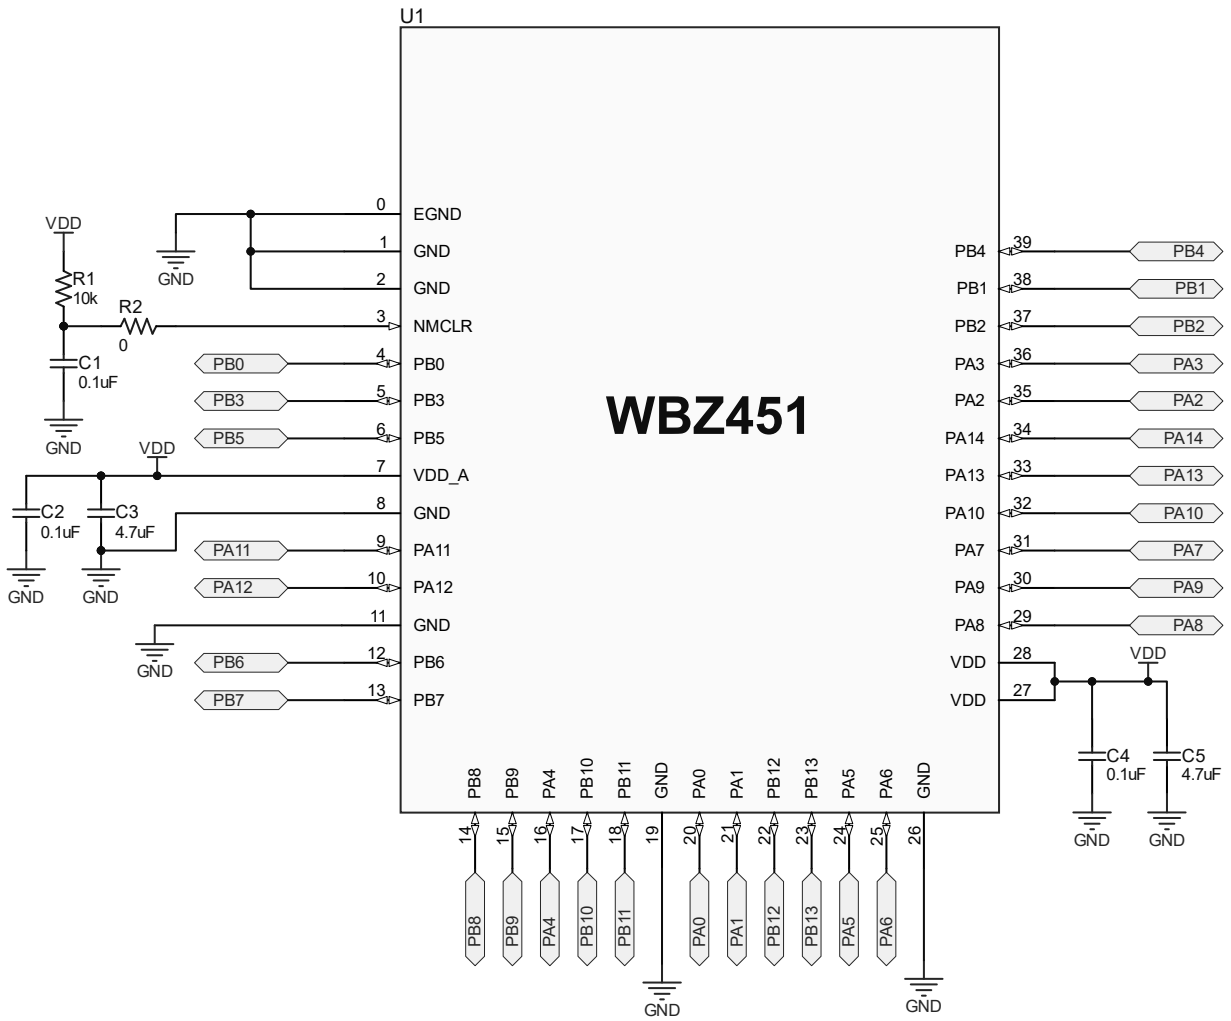 U1
0 EGND
VDD
1 GND
PB4 39 PB4
GND
R1
10k
2 GND
PB1 38 PB1
R2
0
3 NMCLR
PB2 37 PB2
C1
0.1uF
PB0 4 PB0
PA3 36 PA3
PB3 5 PB3
WBZ451
PA2 35 PA2
GND
PB5 6 PB5
PA14 34 PA14
VDD
7 VDD_A
PA13 33 PA13
C2
0.1uF
C3
4.7uF
8 GND
PA10 32 PA10
PA11 9 PA11
PA7 31 PA7
GND
GND
PA12 10 PA12
PA9 30 PA9
11 GND
PA8 29 PA8
GND
PB6 12 PB6
VDD 28
VDD
PB7 13 PB7
VDD 27
C4
0.1uF
C5
4.7uF
GND
GND
PB8 14 PB8
PB9 15 PB9
PA4 16 PA4
PB10 17 PB10
PB11 18 PB11
GND 19
PA0 20 PA0
PA1 21 PA1
PB12 22 PB12
PB13 23 PB13
PA5 24 PA5
PA6 25 PA6
GND 26
GND
GND